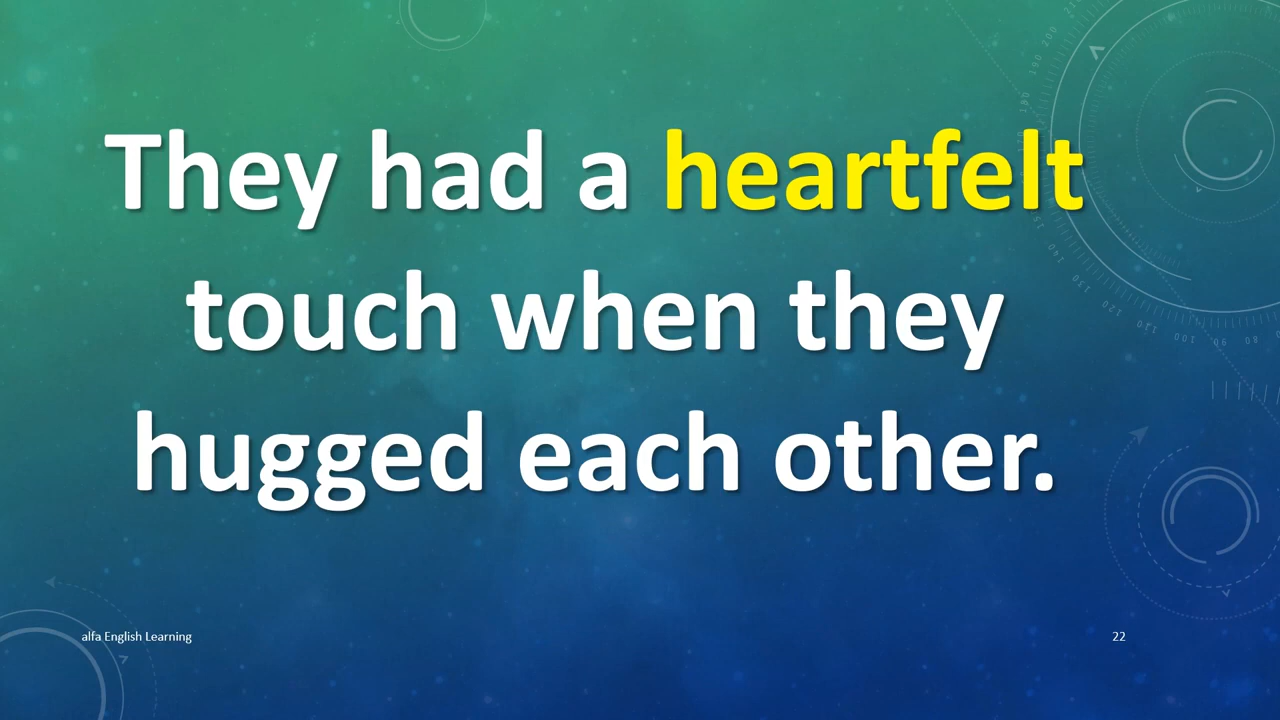 They had a heartfelt
touch when they
hugged each other.
alfa English Learning
22